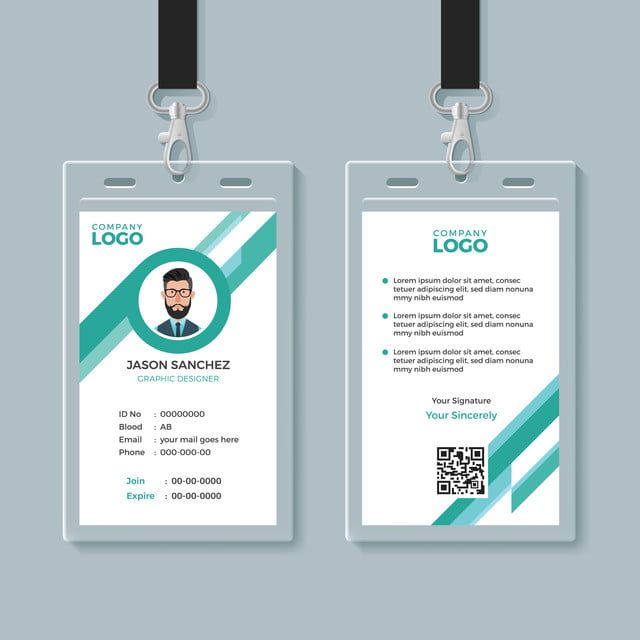 COMPANY
LOGO
JASON SANCHEZ
GRAPHIC DESIGNER
ID No : 00000000
Blood : AB
Email : your mail goes here
Phone : 000-000-00
Join : 00-00-0000
Expire : 00-00-0000
COMPANY
LOGO
Lorem ipsum dolor sit amet, consec
tetuer adipiscing elit, sed diam nonu
mmy nibh euismod
Lorem ipsum dolor sit amet, consec
tetuer adipiscing elit, sed diam nonu
mmy nibh euismod
Lorem ipsum dolor sit amet, consec
tetuer adipiscing elit, sed diam nonu
mmy nibh euismod
Your Signature
Your Sincerely